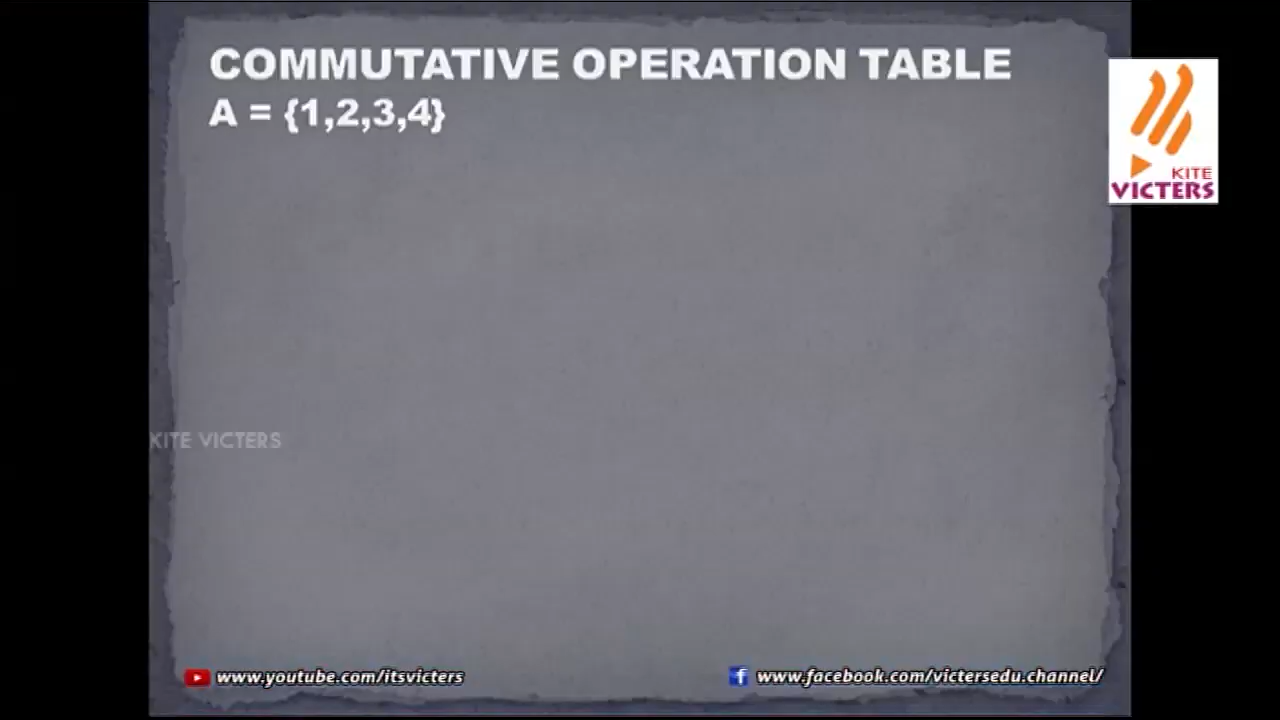 COMMUTATIVE OPERATION TABLE
A = {1,2,3,4}
KITE
VICTERS
KITE VICTERS
www.youtube.com/itsvicters
www.facebook.com/victersedu.channel/